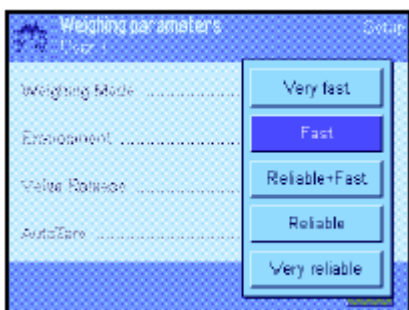 Weighing parameters
Setup
User 1
Weighing Mode
Environment
Value Release
AutoZero
Very fast
Fast
Reliable+Fast
Reliable
Very reliable